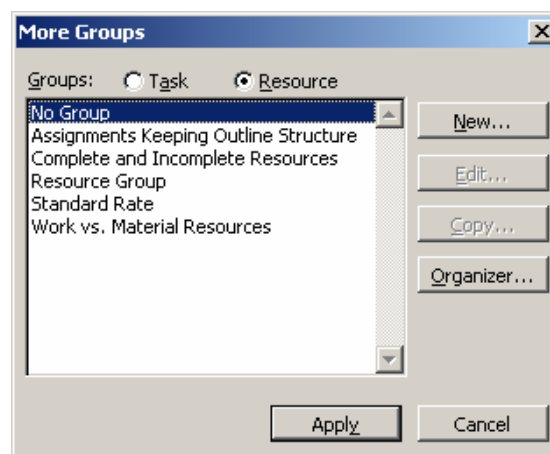 More Groups
Groups: Task Resource
No Group
Assignments Keeping Outline Structure
Complete and Incomplete Resources
Resource Group
Standard Rate
Work vs. Material Resources
New...
Edit...
Copy...
Organizer...
Apply Cancel